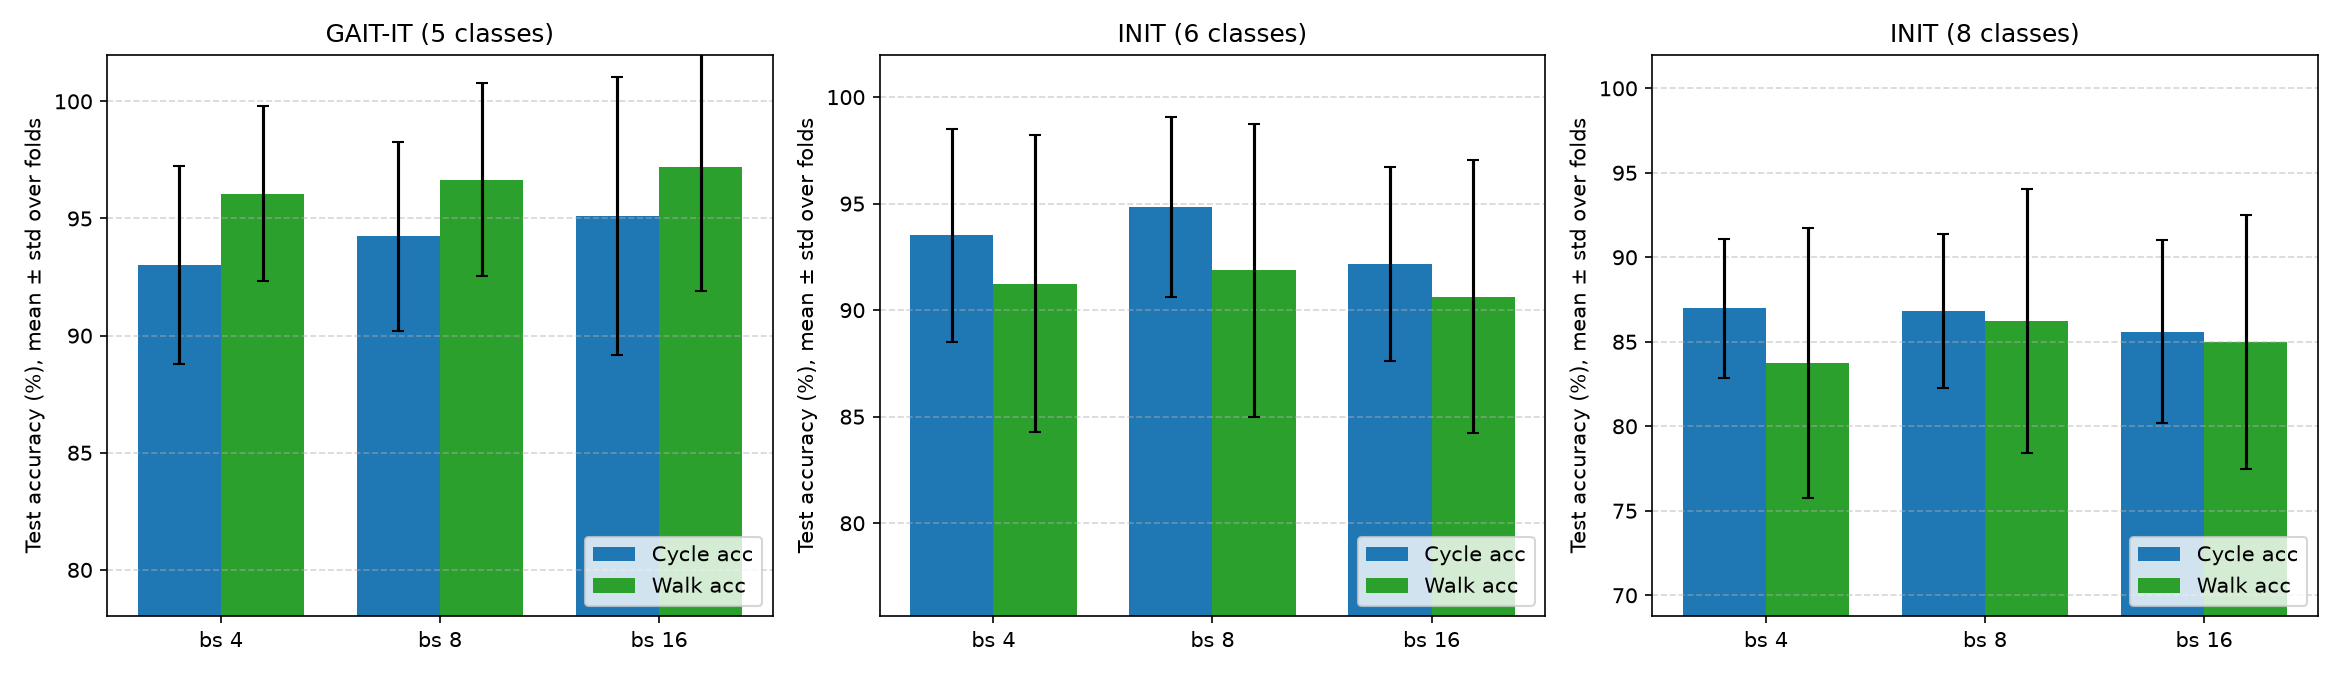 GAIT-IT (5 classes)
Test accuracy (%), mean ± std over folds
100
95
90
85
80
bs 4
bs 8
bs 16
Cycle acc
Walk acc
INIT (6 classes)
Test accuracy (%), mean ± std over folds
100
95
90
85
80
bs 4
bs 8
bs 16
Cycle acc
Walk acc
INIT (8 classes)
Test accuracy (%), mean ± std over folds
100
95
90
85
80
75
70
bs 4
bs 8
bs 16
Cycle acc
Walk acc